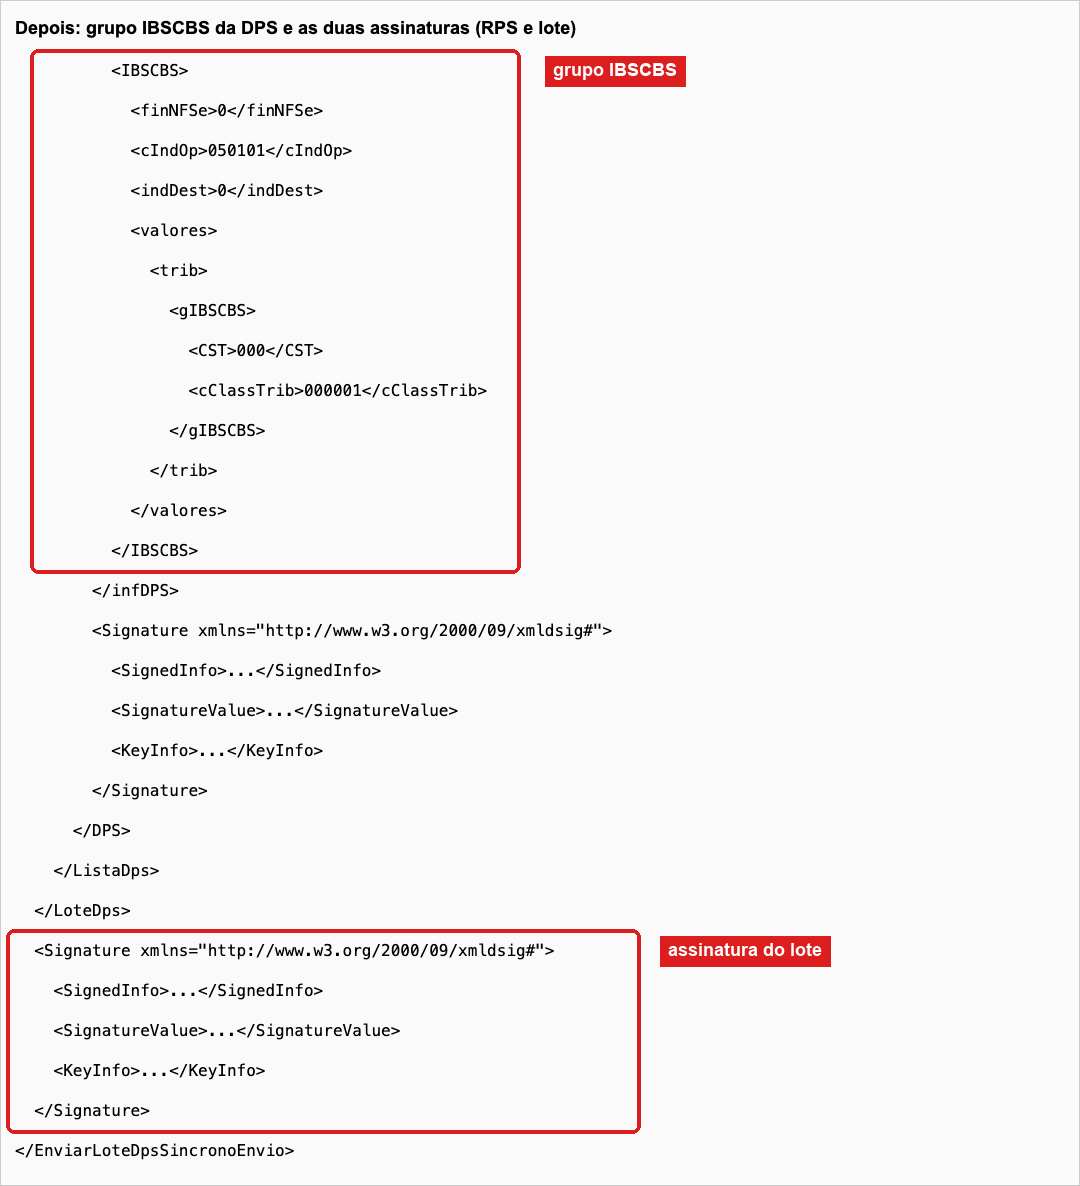 Depois: grupo IBSCBS da DPS e as duas assinaturas (RPS e lote)
<IBSCBS>
grupo IBSCBS
<finNFSe>0</finNFSe>
<cIndOp>050101</cIndOp>
<indDest>0</indDest>
<valores>
<trib>
<gIBSCBS>
<CST>000</CST>
<cClassTrib>000001</cClassTrib>
</gIBSCBS>
</trib>
</valores>
</IBSCBS>
</infDPS>
<Signature xmlns="http://www.w3.org/2000/09/xmldsig#">
<SignedInfo>...</SignedInfo>
<SignatureValue>...</SignatureValue>
<KeyInfo>...</KeyInfo>
</Signature>
</DPS>
</ListaDps>
</LoteDps>
<Signature xmlns="http://www.w3.org/2000/09/xmldsig#">
assinatura do lote
<SignedInfo>...</SignedInfo>
<SignatureValue>...</SignatureValue>
<KeyInfo>...</KeyInfo>
</Signature>
</EnviarLoteDpsSincronoEnvio>